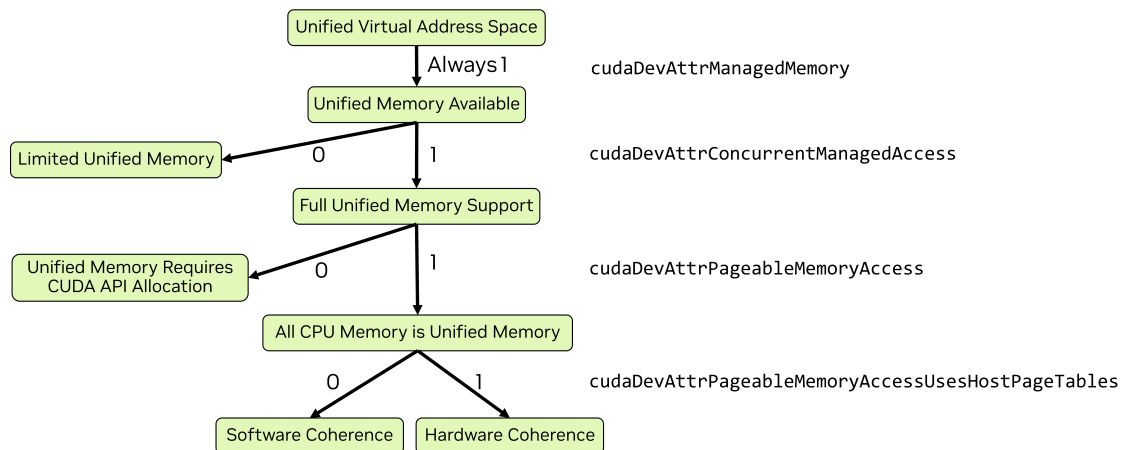 Unified Virtual Address Space
Always 1
cudaDevAttrManagedMemory
Unified Memory Available
Limited Unified Memory
0
1
cudaDevAttrConcurrentManagedAccess
Full Unified Memory Support
Unified Memory Requires
CUDA API Allocation
0
1
cudaDevAttrPageableMemoryAccess
All CPU Memory is Unified Memory
0
1
cudaDevAttrPageableMemoryAccessUsesHostPageTables
Software Coherence
Hardware Coherence